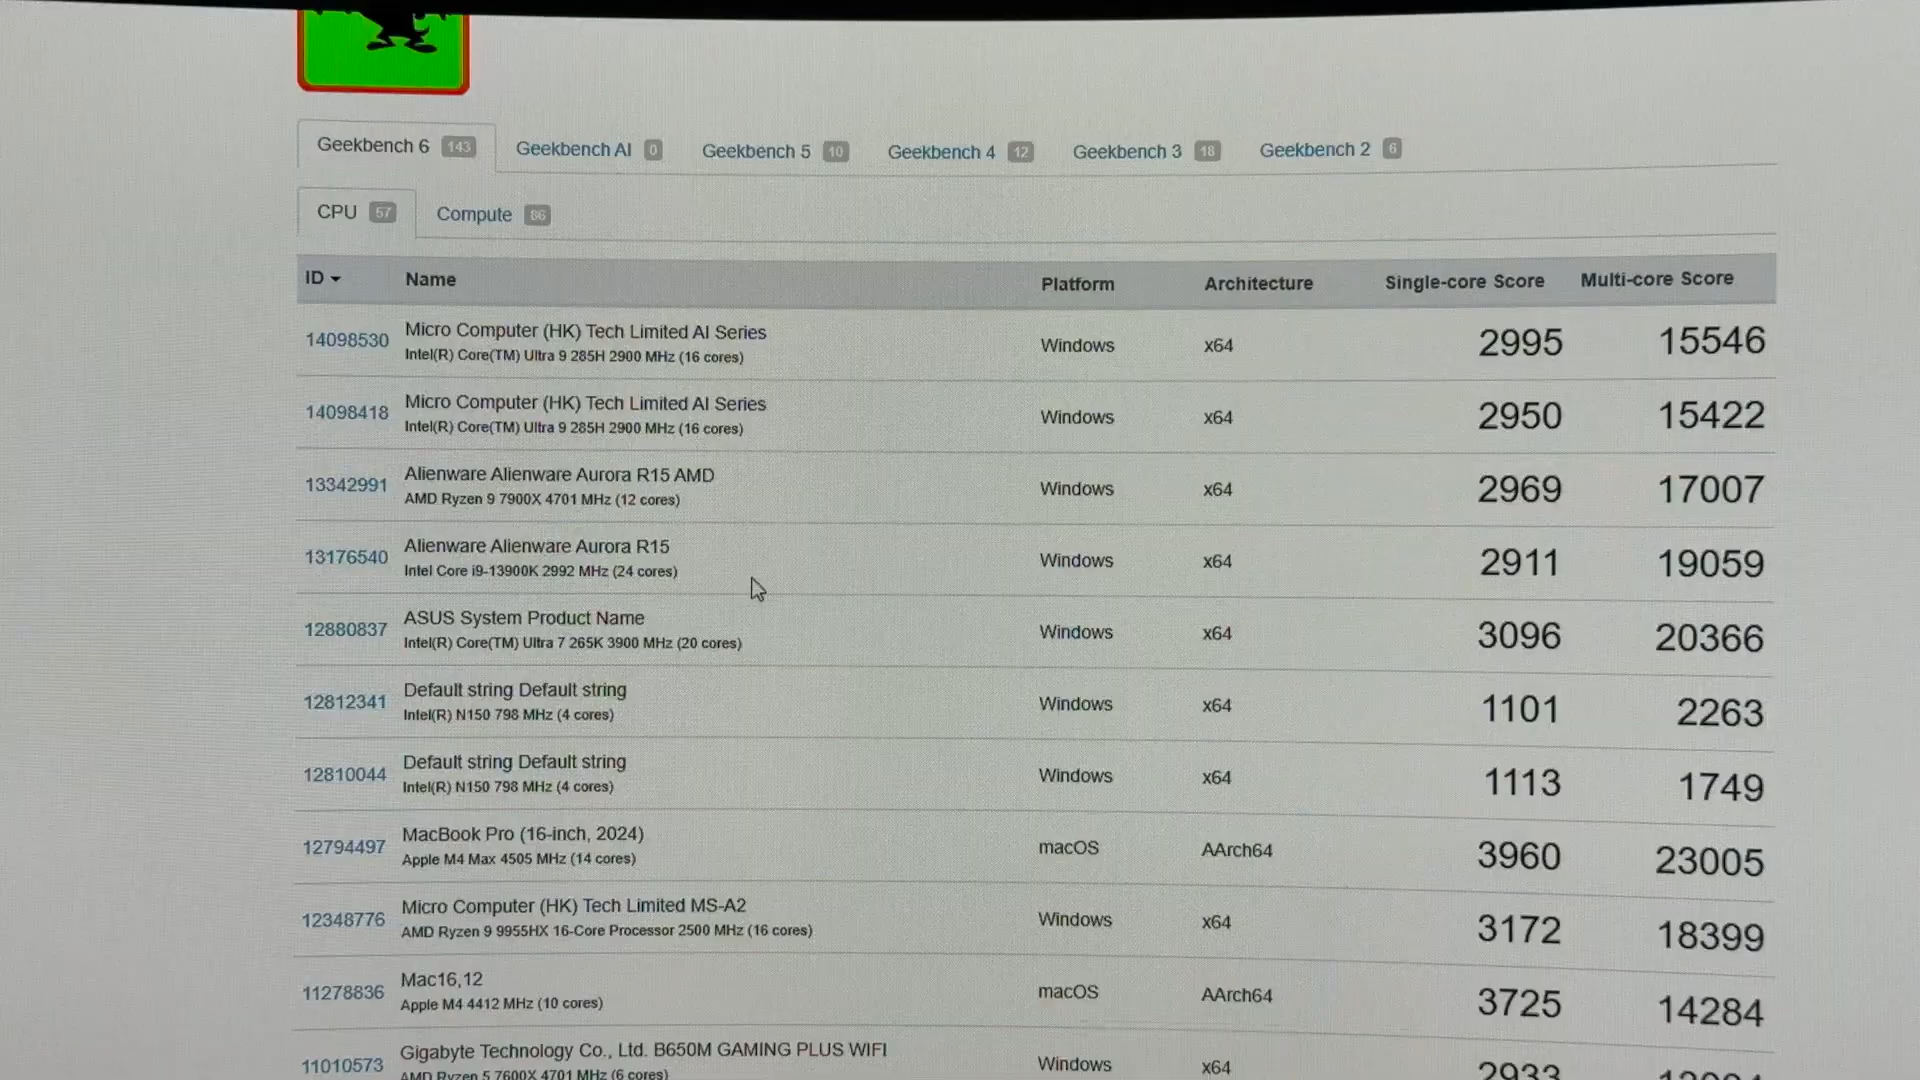 Geekbench 6 143 Geekbench AI 0 Geekbench 5 10 Geekbench 4 12 Geekbench 3 18 Geekbench 2 6
CPU 57 Compute 86
ID Name Platform Architecture Single-core Score Multi-core Score
14098530 Micro Computer (HK) Tech Limited AI Series Windows x64 2995 15546
Intel(R) Core(TM) Ultra 9 285H 2900 MHz (16 cores)
14098418 Micro Computer (HK) Tech Limited AI Series Windows x64 2950 15422
Intel(R) Core(TM) Ultra 9 285H 2900 MHz (16 cores)
13342991 Alienware Alienware Aurora R15 AMD Windows x64 2969 17007
AMD Ryzen 9 7900X 4701 MHz (12 cores)
13176540 Alienware Alienware Aurora R15 Windows x64 2911 19059
Intel Core i9-13900K 2992 MHz (24 cores)
12880837 ASUS System Product Name Windows x64 3096 20366
Intel(R) Core(TM) Ultra 7 265K 3900 MHz (20 cores)
12812341 Default string Default string Windows x64 1101 2263
Intel(R) N150 798 MHz (4 cores)
12810044 Default string Default string Windows x64 1113 1749
Intel(R) N150 798 MHz (4 cores)
12794497 MacBook Pro (16-inch, 2024) macOS AArch64 3960 23005
Apple M4 Max 4505 MHz (14 cores)
12348776 Micro Computer (HK) Tech Limited MS-A2 Windows x64 3172 18399
AMD Ryzen 9 9955HX 16-Core Processor 2500 MHz (16 cores)
11278836 Mac16,12 macOS AArch64 3725 14284
Apple M4 4412 MHz (10 cores)
11010573 Gigabyte Technology Co., Ltd. B650M GAMING PLUS WIFI Windows x64 2933
AMD Ryzen 5 7600X 4701 MHz (6 cores)